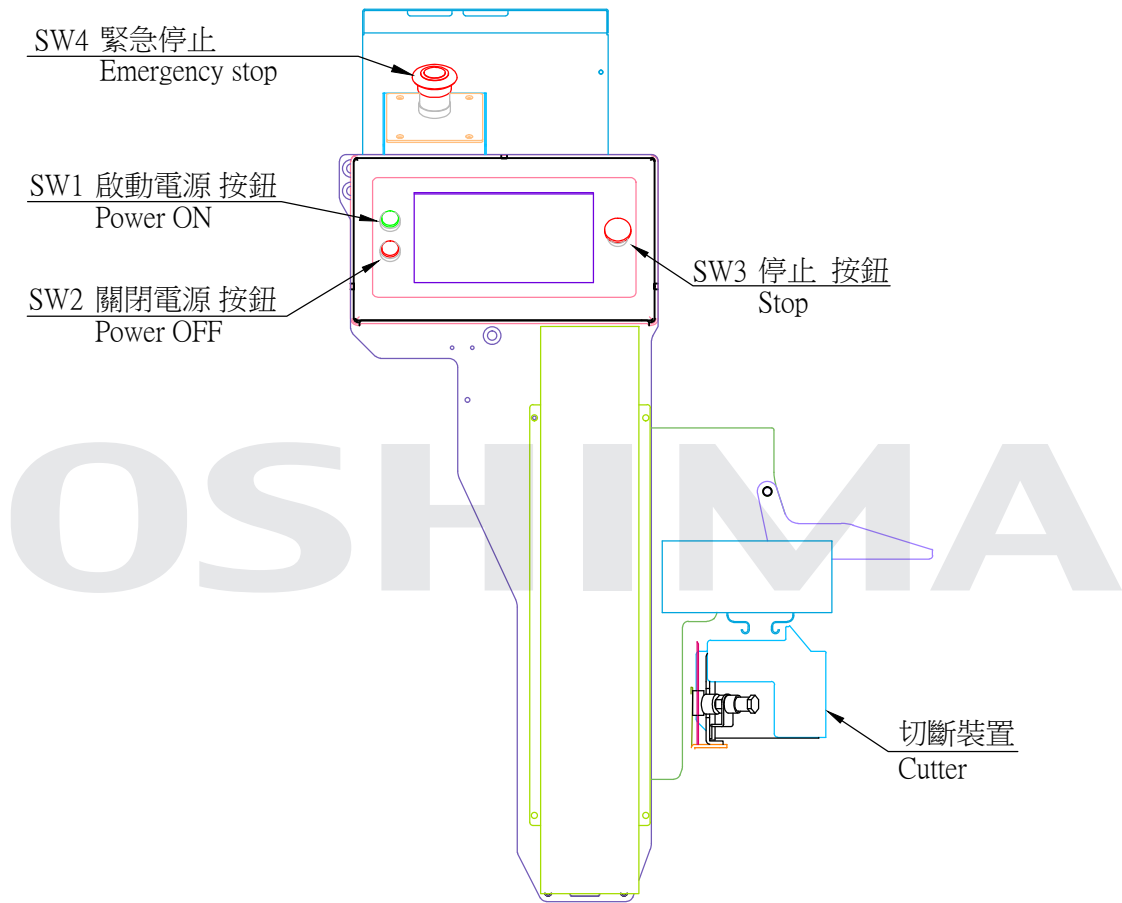 SW4 緊急停止
Emergency stop
SW1 啟動電源 按鈕
Power ON
SW2 關閉電源 按鈕
Power OFF
SW3 停止 按鈕
Stop
OSHIMA
切斷裝置
Cutter